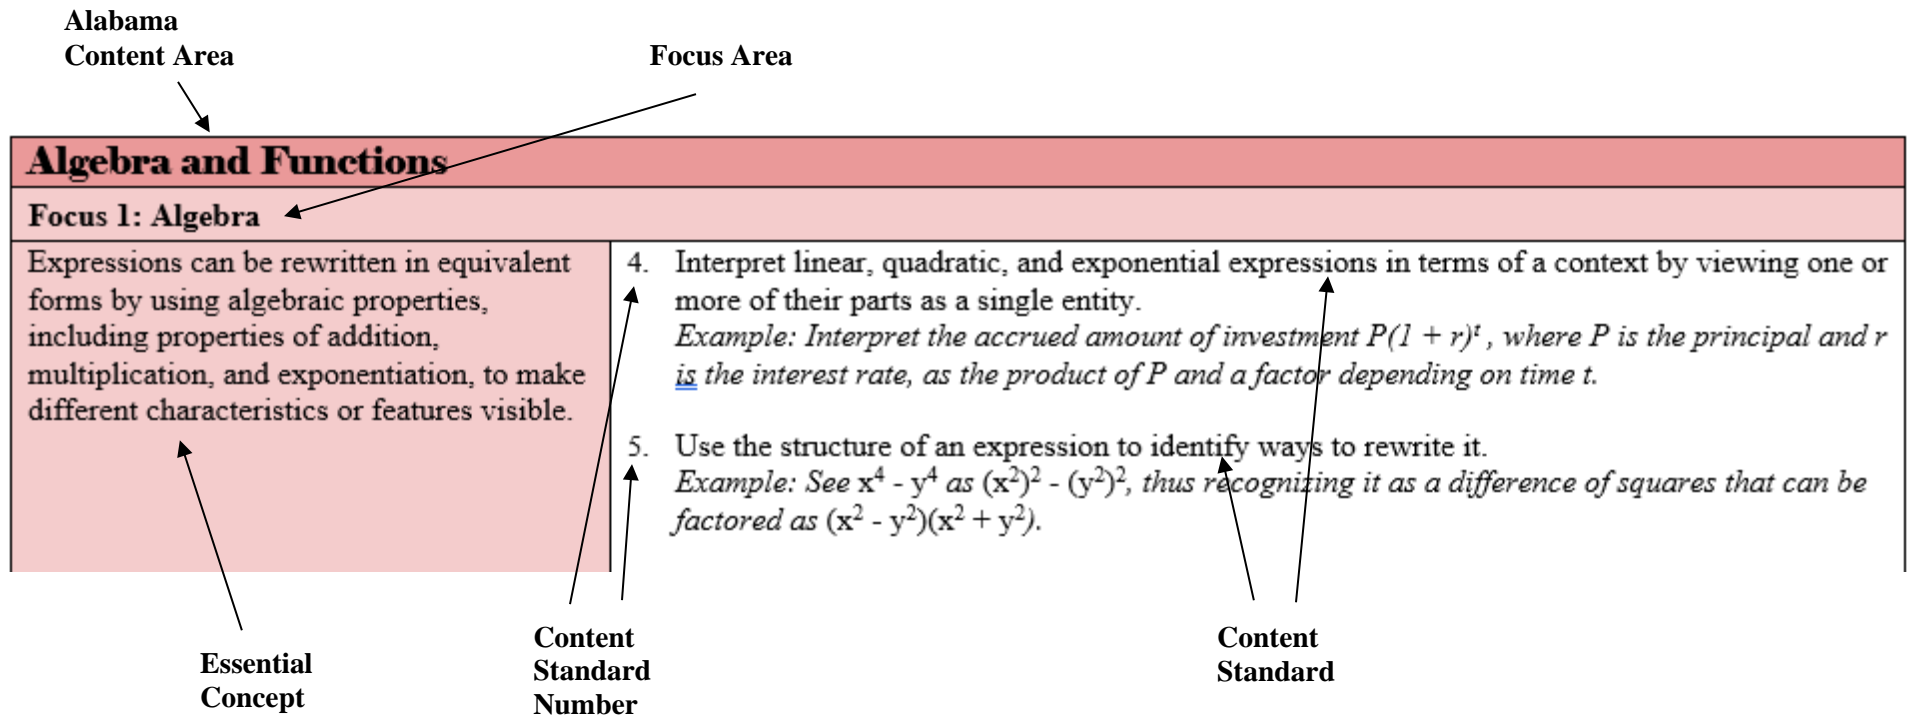 Alabama
Content Area
Focus Area
Algebra and Functions
Focus 1: Algebra
Expressions can be rewritten in equivalent
forms by using algebraic properties,
including properties of addition,
multiplication, and exponentiation, to make
different characteristics or features visible.
4. Interpret linear, quadratic, and exponential expressions in terms of a context by viewing one or
more of their parts as a single entity.
Example: Interpret the accrued amount of investment P(1 + r)ᵗ , where P is the principal and r
is the interest rate, as the product of P and a factor depending on time t.
5. Use the structure of an expression to identify ways to rewrite it.
Example: See x⁴ - y⁴ as (x²)² - (y²)², thus recognizing it as a difference of squares that can be
factored as (x² - y²)(x² + y²).
Essential
Concept
Content
Standard
Number
Content
Standard